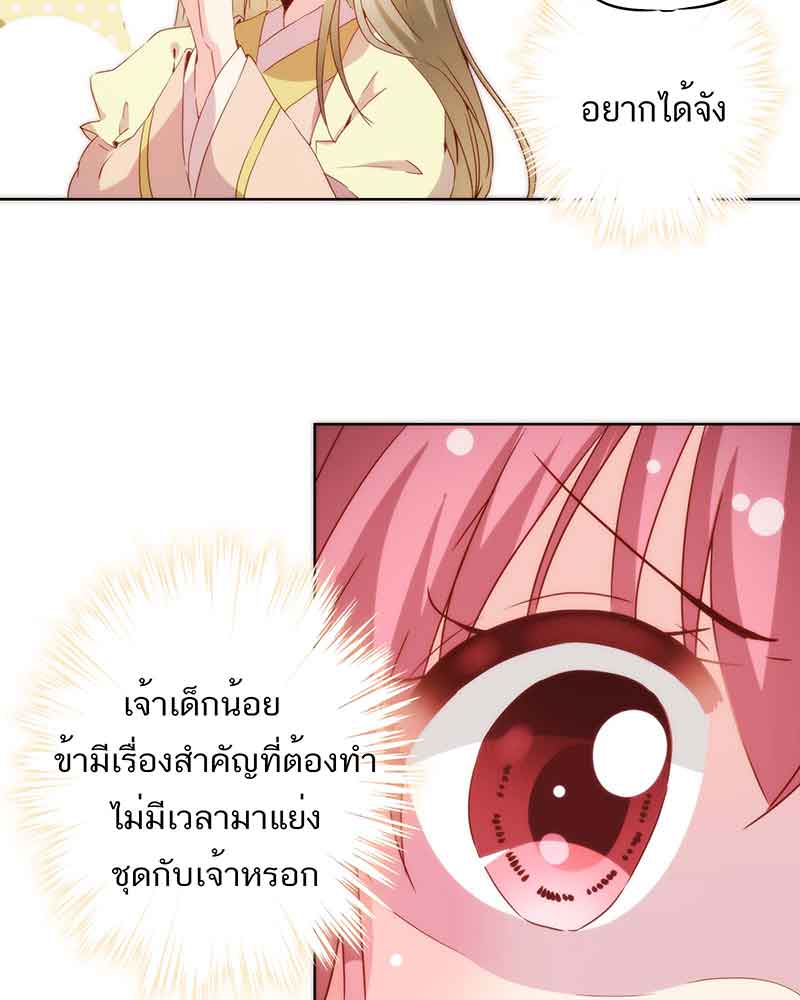 อยากได้จัง
เจ้าเด็กน้อย
ข้ามีเรื่องสำคัญที่ต้องทำ
ไม่มีเวลามาแย่ง
ชุดกับเจ้าหรอก